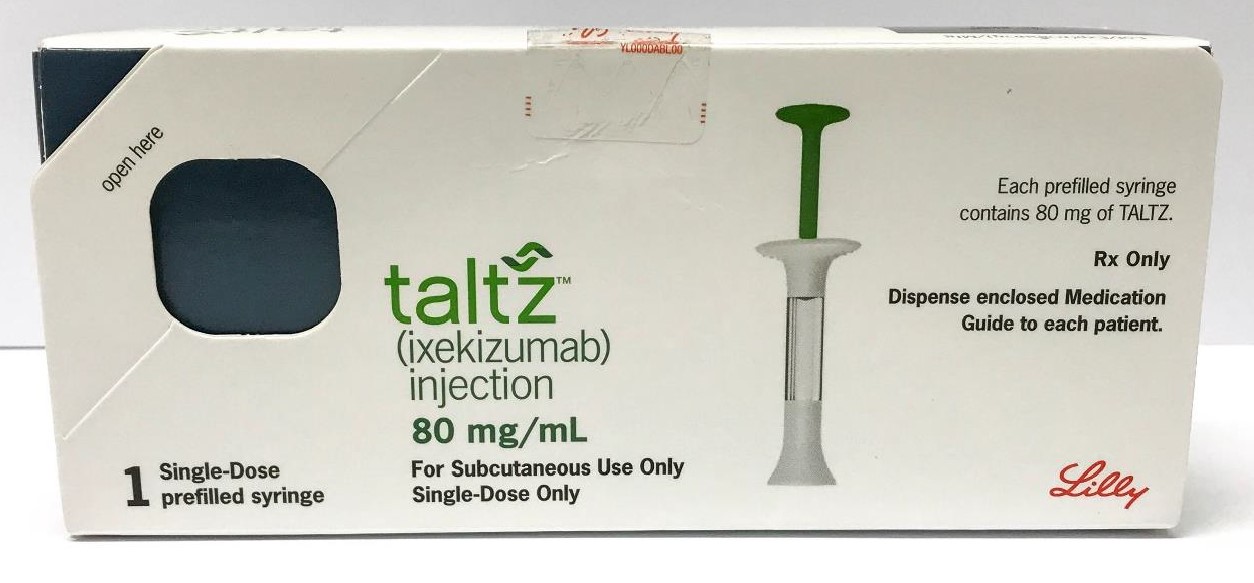 YL000DABL00
open here
taltz™
(ixekizumab)
injection
80 mg/mL
For Subcutaneous Use Only
Single-Dose Only
1 Single-Dose
prefilled syringe
Each prefilled syringe
contains 80 mg of TALTZ.
Rx Only
Dispense enclosed Medication
Guide to each patient.
Lilly